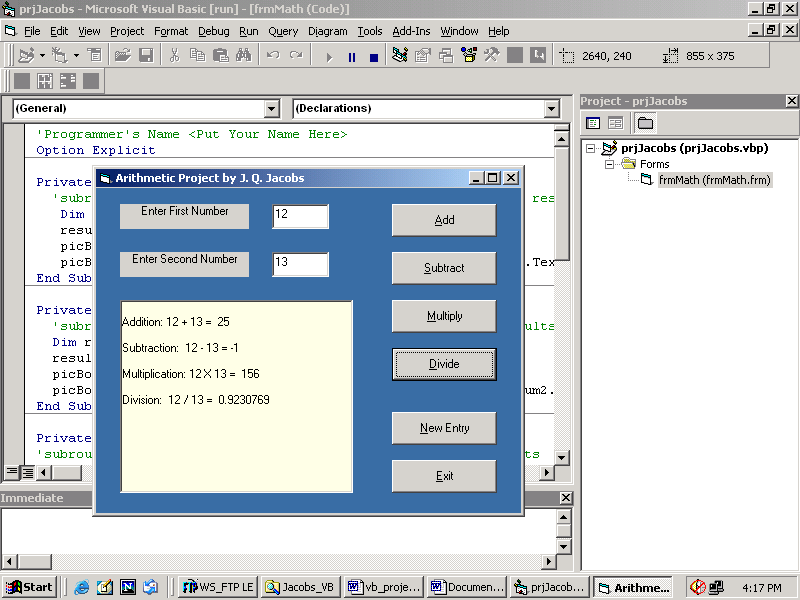 prjJacobs - Microsoft Visual Basic [run] - [frmMath (Code)]
File Edit View Project Format Debug Run Query Diagram Tools Add-Ins Window Help
2640, 240 855 x 375
(General) (Declarations)
'Programmer's Name <Put Your Name Here>
Option Explicit
Private
'subro res
Dim
resu
picB
picB .Tex
End Sub
Private
'subro ults
Dim r
resul
picBo
picBo um2.
End Sub
Private
'subrou ts
Arithmetic Project by J. Q. Jacobs
Enter First Number 12 Add
Enter Second Number 13 Subtract
Multiply
Divide
New Entry
Exit
Addition: 12 + 13 = 25
Subtraction: 12 - 13 = -1
Multiplication: 12 X 13 = 156
Division: 12 / 13 = 0.9230769
Project - prjJacobs
prjJacobs (prjJacobs.vbp)
Forms
frmMath (frmMath.frm)
Immediate
Start WS_FTP LE Jacobs_VB vb_proje... Documen... prjJacob... Arithme... 4:17 PM